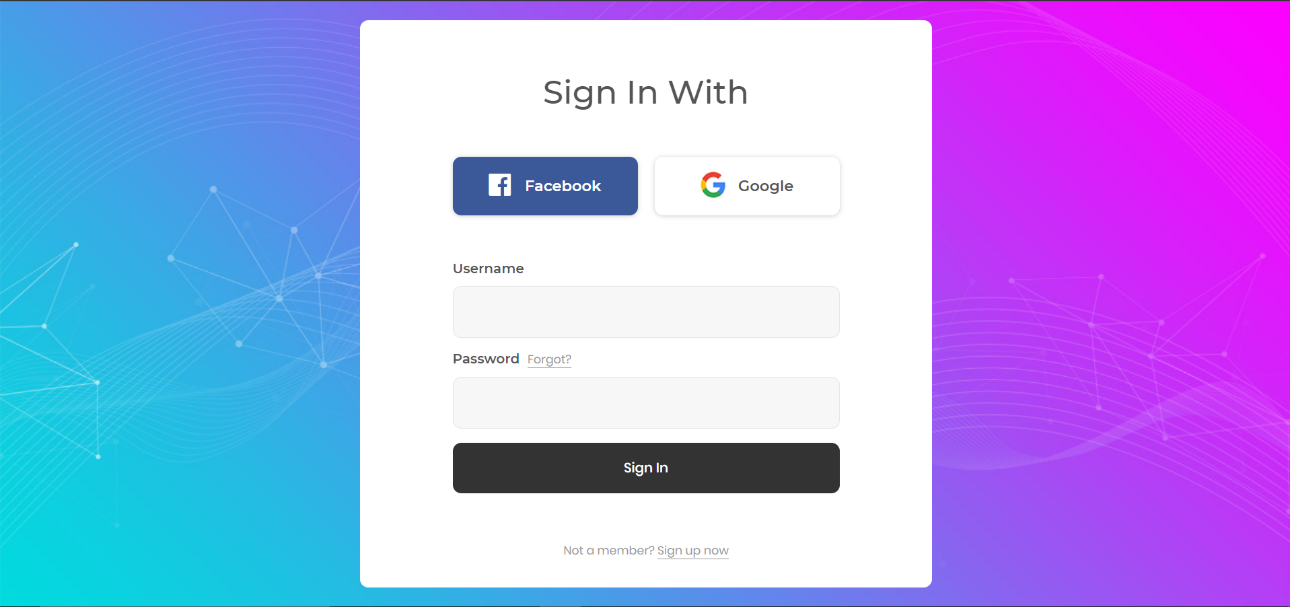 Sign In With
Facebook
Google
Username
Password Forgot?
Sign In
Not a member? Sign up now